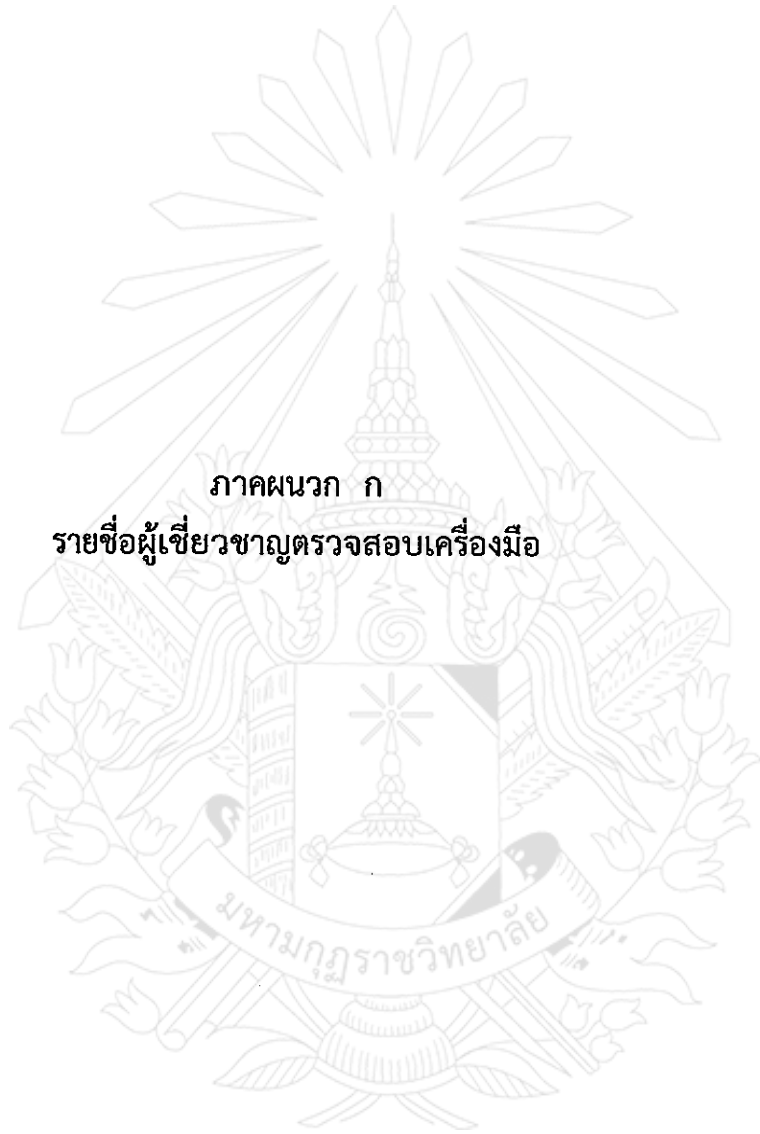 ภาคผนวก ก
รายชื่อผู้เชี่ยวชาญตรวจสอบเครื่องมือ
มหามกุฏราชวิทยาลัย